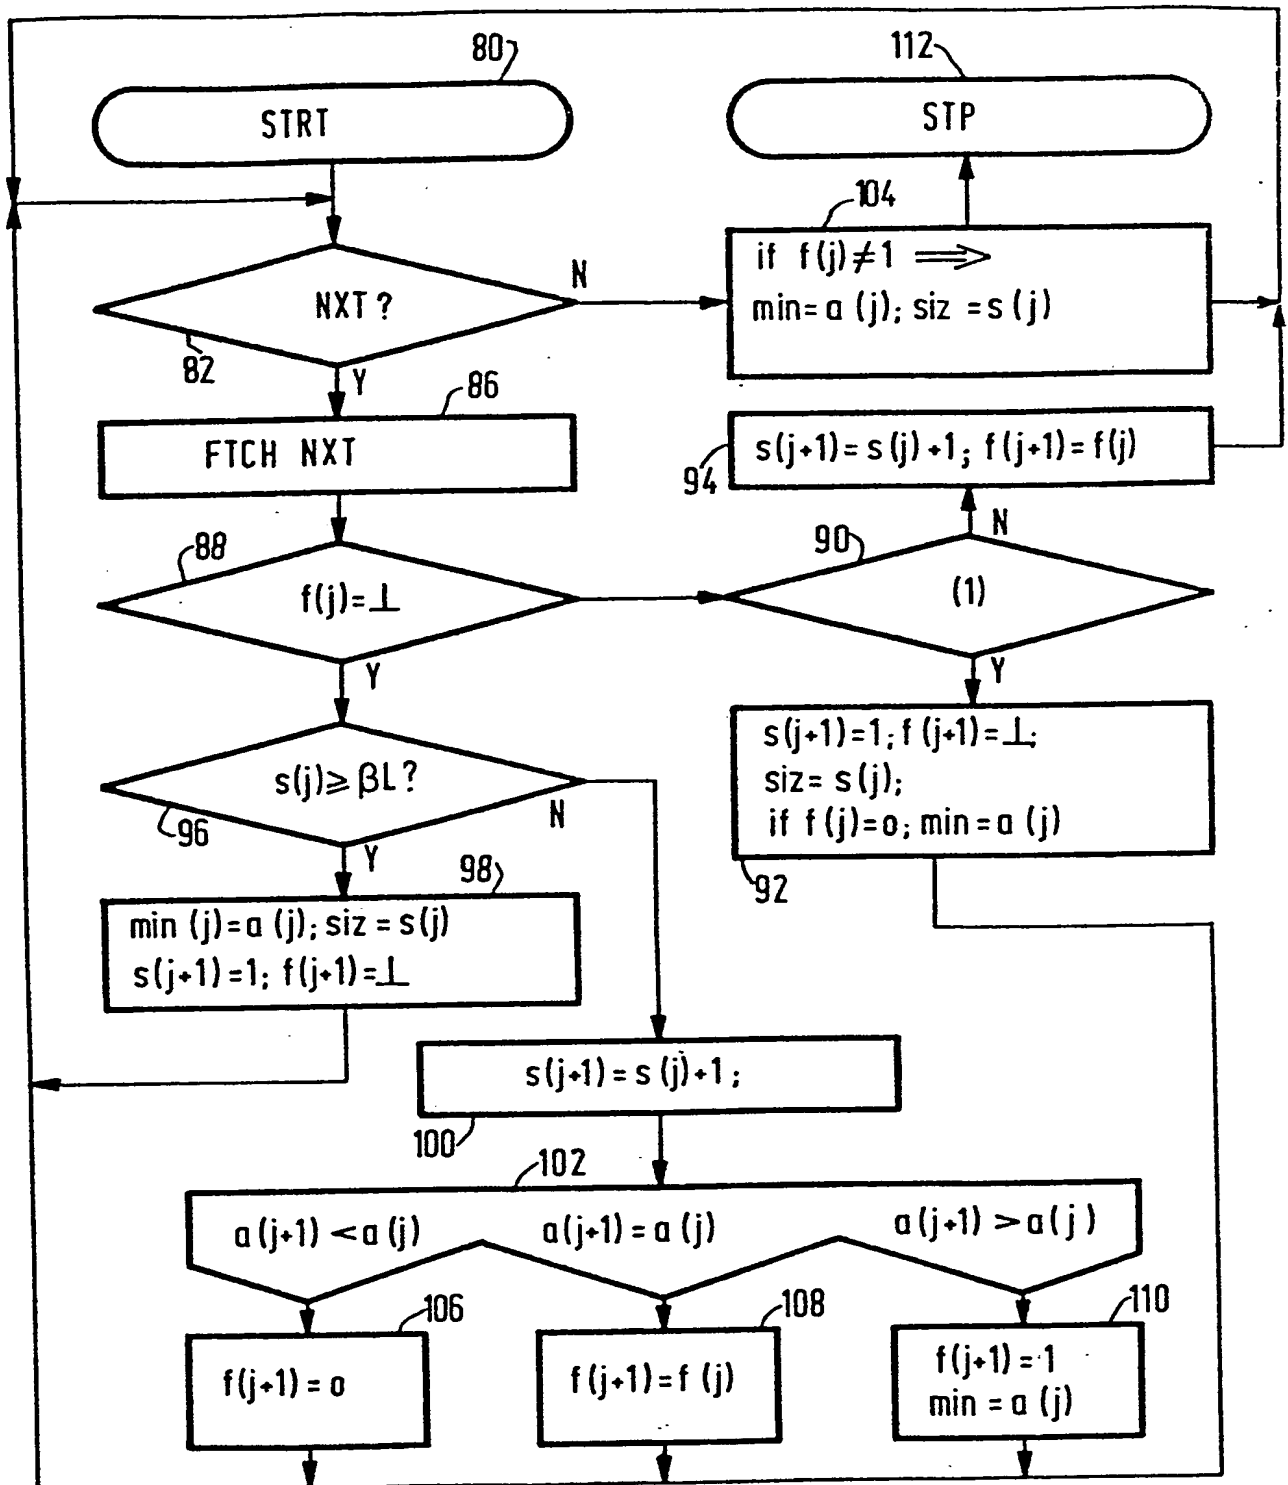 80
STRT
112
STP
NXT ?
N
82
Y
104
if f(j)≠1 ⟹
min= a (j); siz = s (j)
86
FTCH NXT
s(j+1)= s(j)+1; f(j+1)= f(j)
94
N
88
f(j)=⊥
Y
90
(1)
Y
s(j)⩾ βL?
96
N
Y
s(j+1)=1; f(j+1)=⊥;
siz= s(j);
if f(j)=o; min=a (j)
92
98
min (j)=a (j); siz = s(j)
s(j+1)=1; f(j+1)=⊥
s(j+1)= s(j)+1;
100
102
a(j+1) < a(j)
a(j+1) = a(j)
a(j+1) > a(j)
106
f(j+1) = o
108
f(j+1)= f (j)
110
f(j+1) = 1
min = a (j)